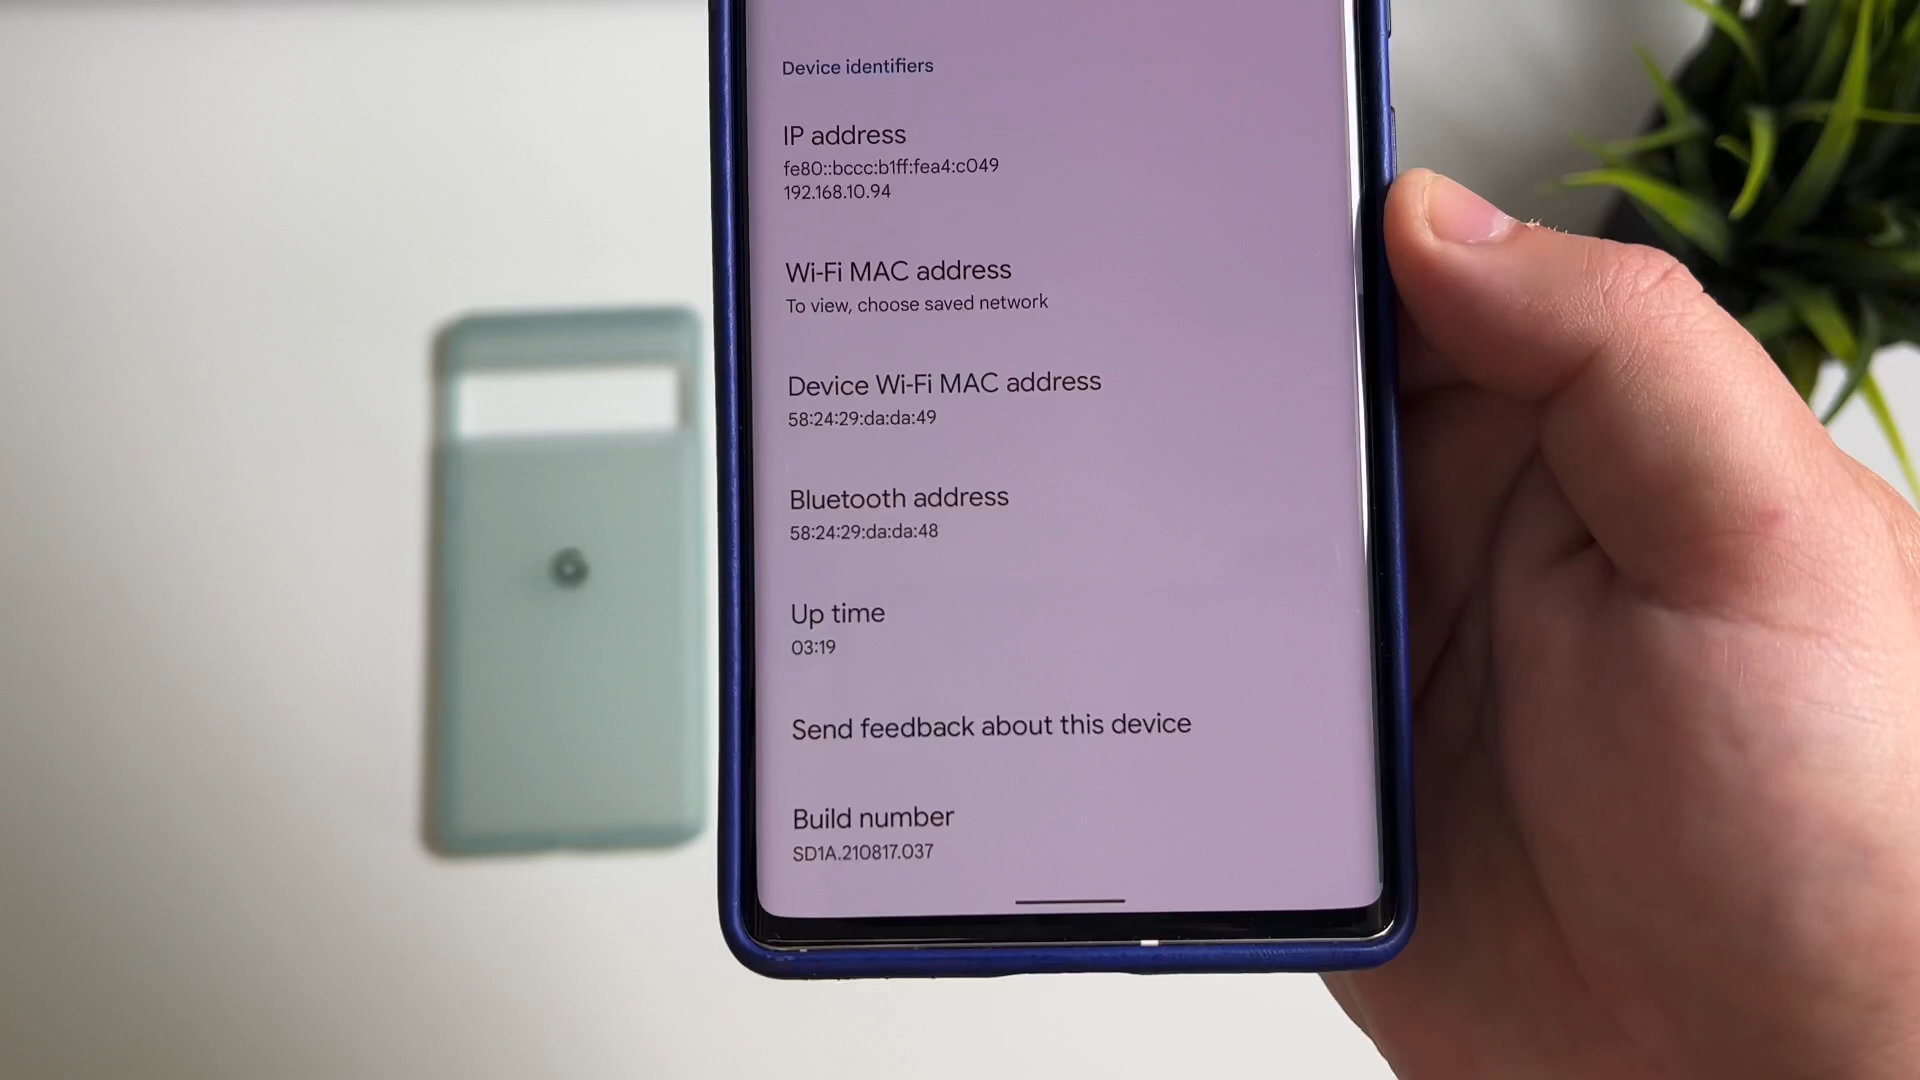 Device identifiers
IP address
fe80::bccc:b1ff:fea4:c049
192.168.10.94
Wi-Fi MAC address
To view, choose saved network
Device Wi-Fi MAC address
58:24:29:da:da:49
Bluetooth address
58:24:29:da:da:48
Up time
03:19
Send feedback about this device
Build number
SD1A.210817.037